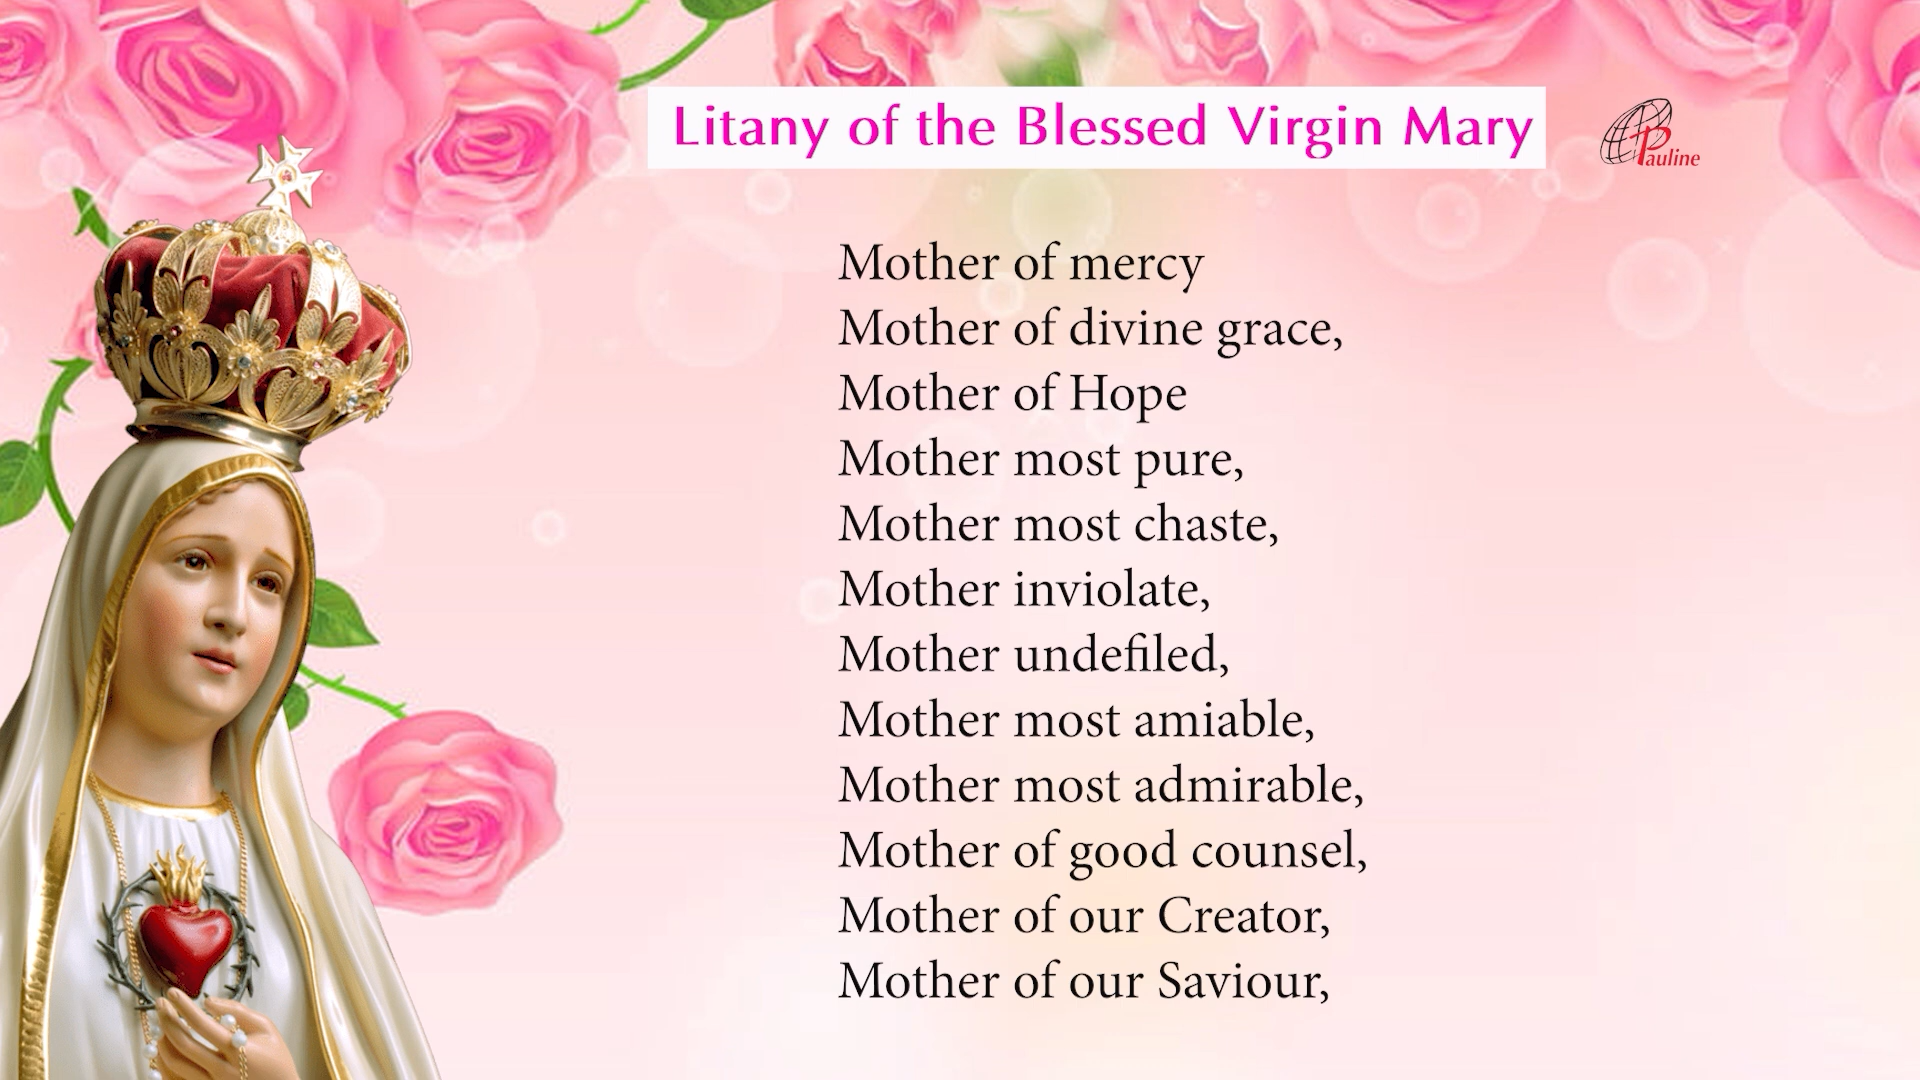 Litany of the Blessed Virgin Mary
Pauline
Mother of mercy
Mother of divine grace,
Mother of Hope
Mother most pure,
Mother most chaste,
Mother inviolate,
Mother undefiled,
Mother most amiable,
Mother most admirable,
Mother of good counsel,
Mother of our Creator,
Mother of our Saviour,